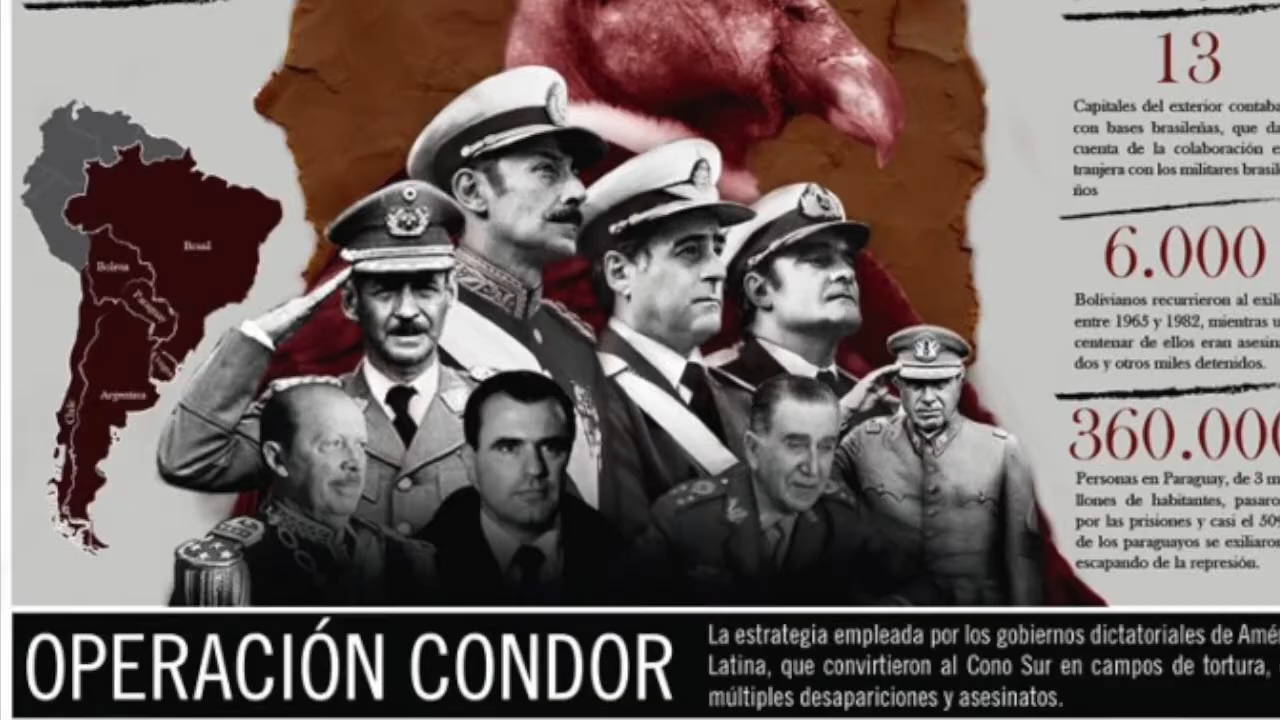 13
Capitales del exterior contaba
con bases brasileñas, que da
cuenta de la colaboración e
tranjera con los militares brasile
ños
6.000
Bolivianos recurrieron al exili
entre 1965 y 1982, mientras u
centenar de ellos eran asesina
dos y otros miles detenidos.
360.000
Personas en Paraguay, de 3 m
llones de habitantes, pasaro
por las prisiones y casi el 50%
de los paraguayos se exiliaron
escapando de la represión.
Brasil
Bolivia
Paraguay
Argentina
Chile
OPERACIÓN CONDOR
La estrategia empleada por los gobiernos dictatoriales de Amé
Latina, que convirtieron al Cono Sur en campos de tortura,
múltiples desapariciones y asesinatos.